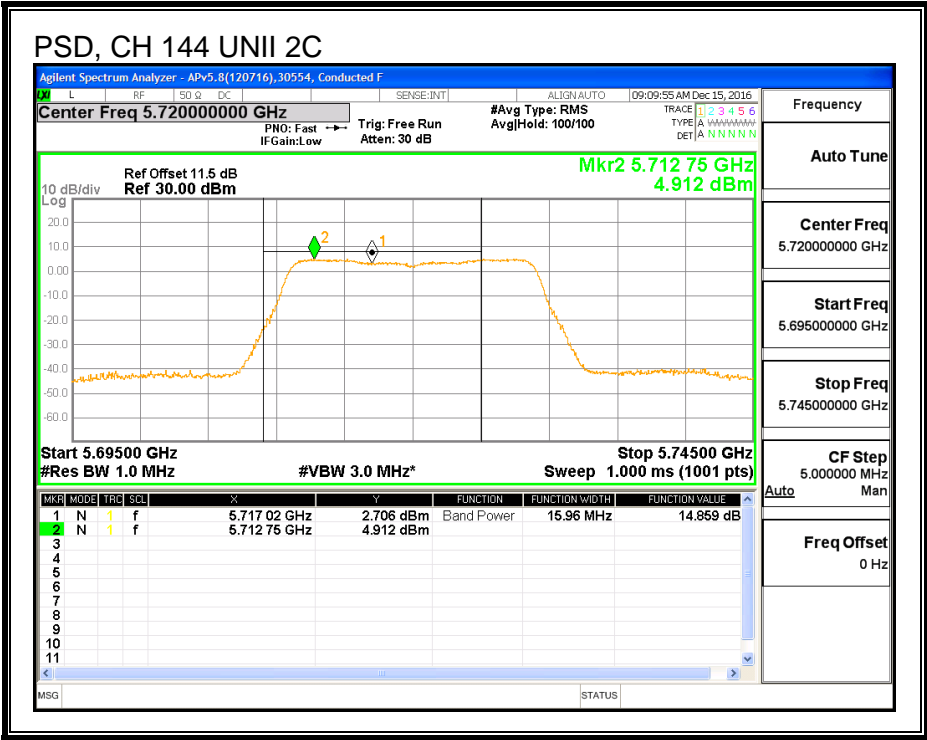 PSD, CH 144 UNII 2C
Agilent Spectrum Analyzer - APv5.8(120716),30554, Conducted F
LXI L RF 50 Ω DC SENSE:INT ALIGNAUTO 09:09:55 AM Dec 15, 2016
Center Freq 5.720000000 GHz
PNO: Fast
IFGain:Low
Trig: Free Run
Atten: 30 dB
#Avg Type: RMS
Avg|Hold: 100/100
TRACE 1 2 3 4 5 6
TYPE A WWWWW
DET A N N N N N
Ref Offset 11.5 dB
Ref 30.00 dBm
10 dB/div
Log
Mkr2 5.712 75 GHz
4.912 dBm
20.0
10.0
0.00
-10.0
-20.0
-30.0
-40.0
-50.0
-60.0
2
1
Start 5.69500 GHz
Stop 5.74500 GHz
#Res BW 1.0 MHz
#VBW 3.0 MHz*
Sweep 1.000 ms (1001 pts)
MKR MODE TRC SCL X Y FUNCTION FUNCTION WIDTH FUNCTION VALUE
1 N 1 f 5.717 02 GHz 2.706 dBm Band Power 15.96 MHz 14.859 dB
2 N 1 f 5.712 75 GHz 4.912 dBm
3
4
5
6
7
8
9
10
11
MSG
STATUS
Frequency
Auto Tune
Center Freq
5.720000000 GHz
Start Freq
5.695000000 GHz
Stop Freq
5.745000000 GHz
CF Step
5.000000 MHz
Auto Man
Freq Offset
0 Hz